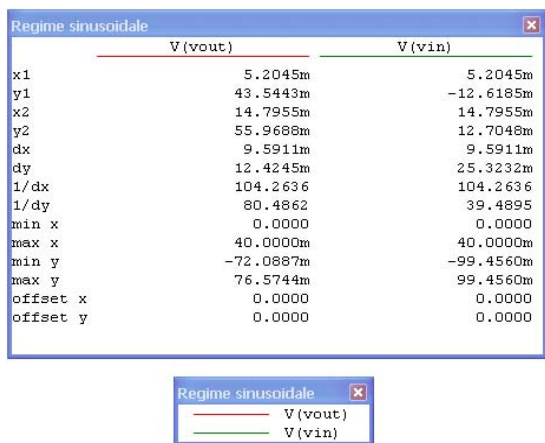 Regime sinusoidale
V(vout) V(vin)
x1 5.2045m 5.2045m
y1 43.5443m -12.6185m
x2 14.7955m 14.7955m
y2 55.9688m 12.7048m
dx 9.5911m 9.5911m
dy 12.4245m 25.3232m
1/dx 104.2636 104.2636
1/dy 80.4862 39.4895
min x 0.0000 0.0000
max x 40.0000m 40.0000m
min y -72.0887m -99.4560m
max y 76.5744m 99.4560m
offset x 0.0000 0.0000
offset y 0.0000 0.0000
Regime sinusoidale
V(vout)
V(vin)